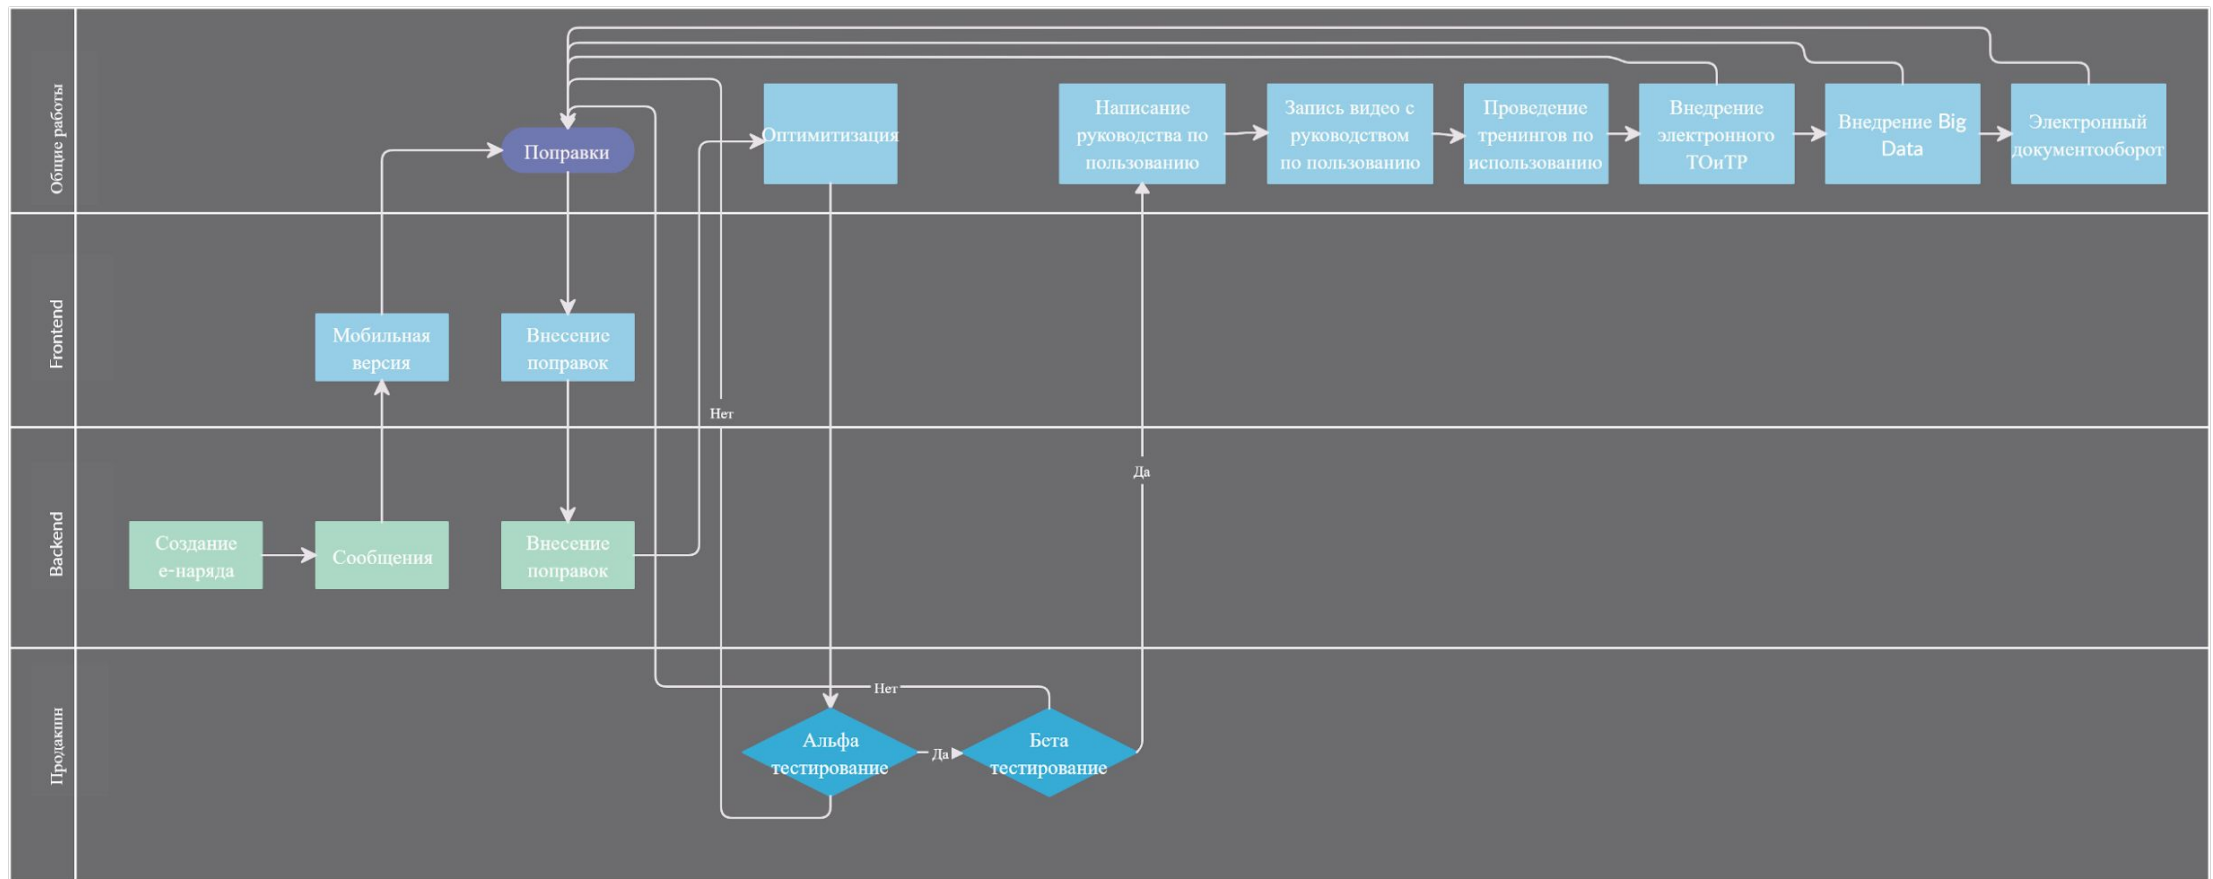 Общие работы
Поправки
Оптимитизация
Написание
руководства по
пользованию
Запись видео с
руководством
по пользованию
Проведение
тренингов по
использованию
Внедрение
электронного
ТОиТР
Внедрение Big
Data
Электронный
документооборот
Frontend
Мобильная
версия
Внесение
поправок
Нет
Backend
Да
Создание
е-наряда
Сообщения
Внесение
поправок
Продакшн
Нет
Альфа
тестирование
Да
Бета
тестирование